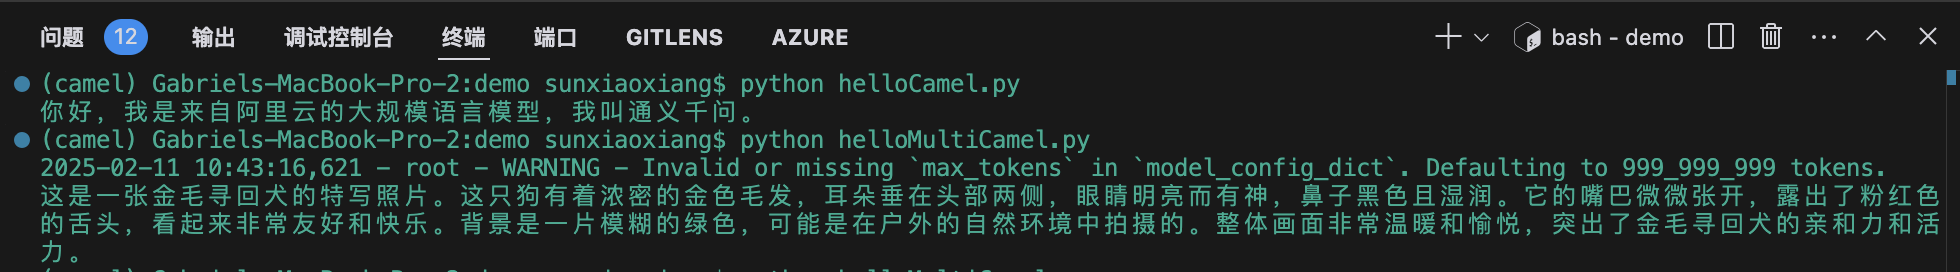 问题 12 输出 调试控制台 终端 端口 GITLENS AZURE bash - demo
(camel) Gabriels-MacBook-Pro-2:demo sunxiaoxiang$ python helloCamel.py
你好，我是来自阿里云的大规模语言模型，我叫通义千问。
(camel) Gabriels-MacBook-Pro-2:demo sunxiaoxiang$ python helloMultiCamel.py
2025-02-11 10:43:16,621 - root - WARNING - Invalid or missing `max_tokens` in `model_config_dict`. Defaulting to 999_999_999 tokens.
这是一张金毛寻回犬的特写照片。这只狗有着浓密的金色毛发，耳朵垂在头部两侧，眼睛明亮而有神，鼻子黑色且湿润。它的嘴巴微微张开，露出了粉红色
的舌头，看起来非常友好和快乐。背景是一片模糊的绿色，可能是在户外的自然环境中拍摄的。整体画面非常温暖和愉悦，突出了金毛寻回犬的亲和力和活
力。